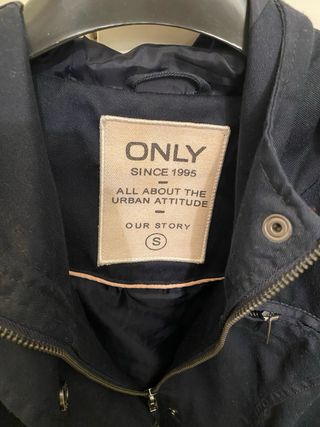 ONLY
SINCE 1995
ALL ABOUT THE
URBAN ATTITUDE
OUR STORY
S